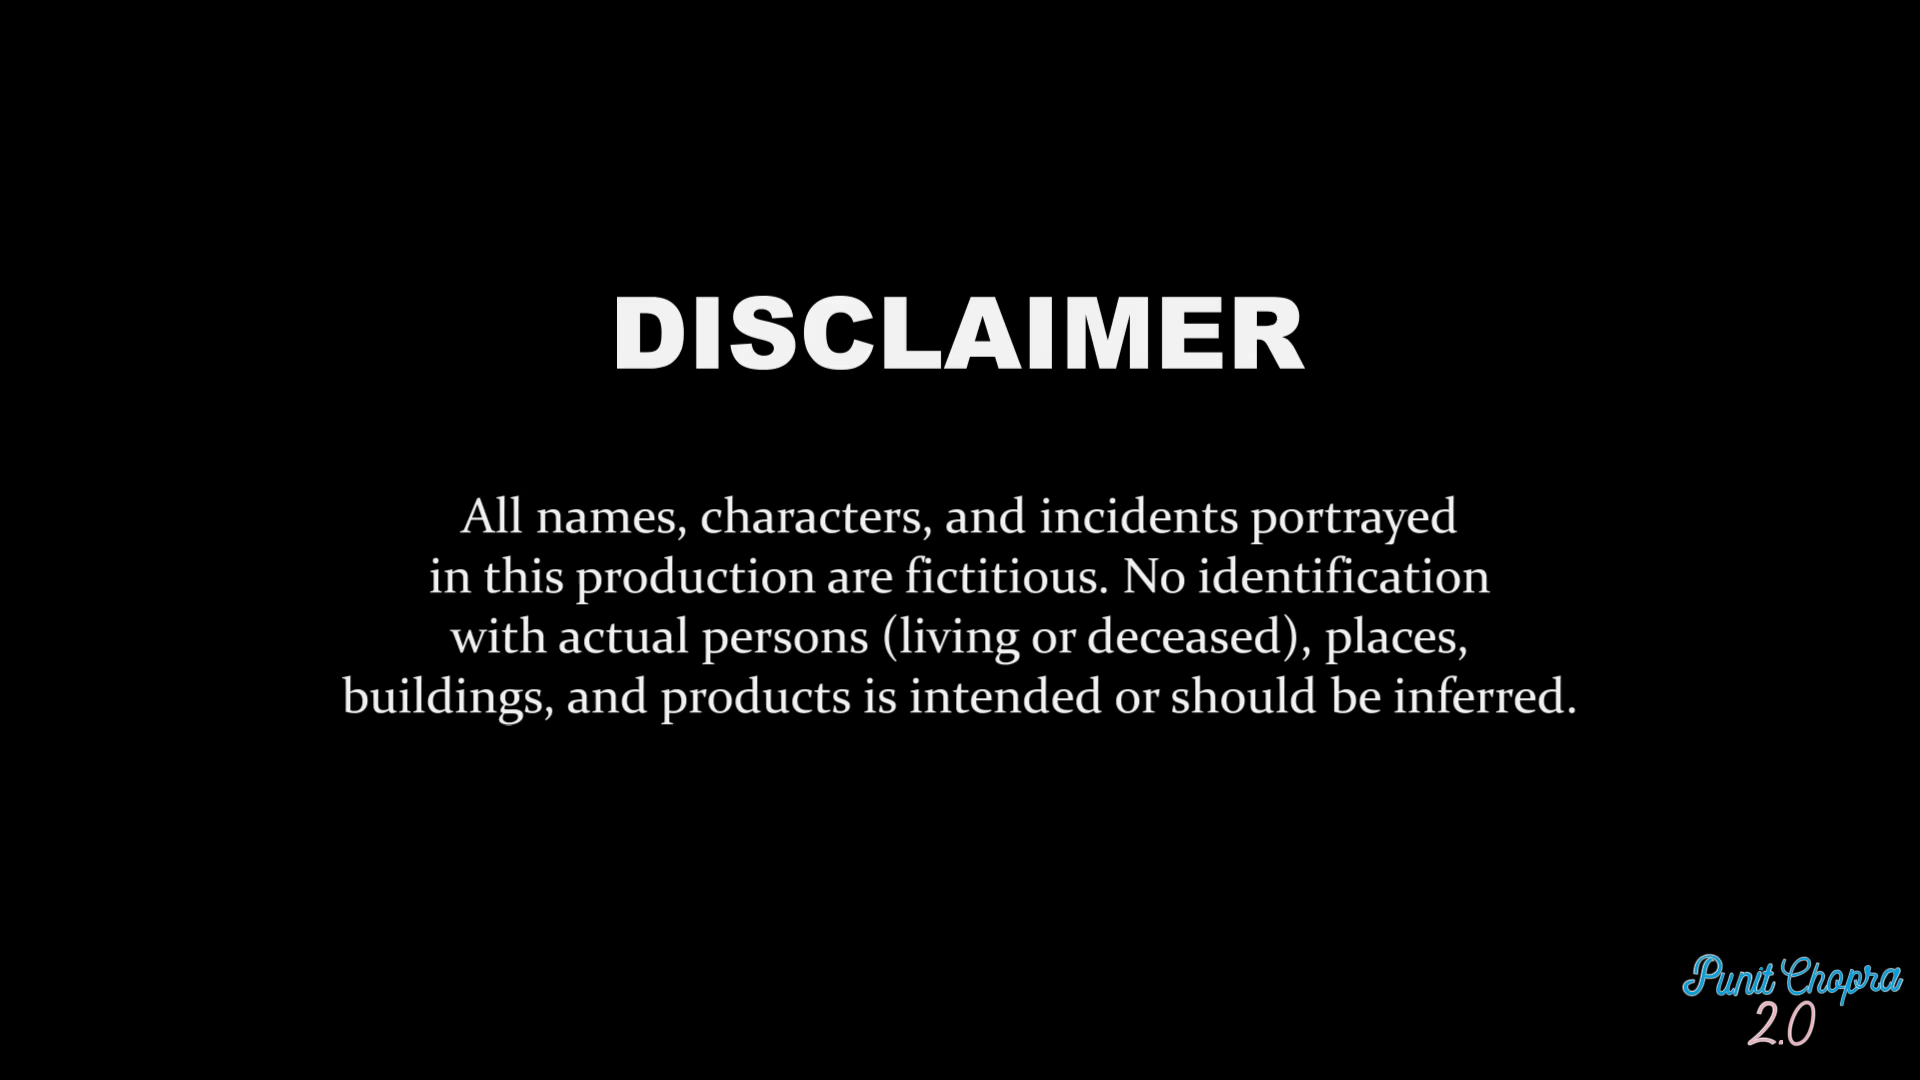 DISCLAIMER
All names, characters, and incidents portrayed
in this production are fictitious. No identification
with actual persons (living or deceased), places,
buildings, and products is intended or should be inferred.
Punit Chopra
2.0